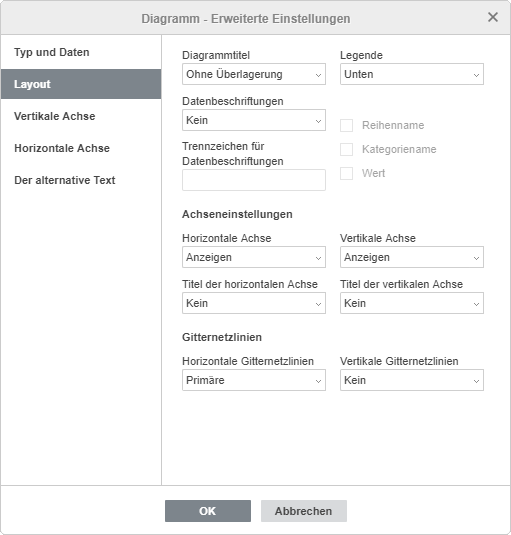 Diagramm - Erweiterte Einstellungen
Typ und Daten
Layout
Vertikale Achse
Horizontale Achse
Der alternative Text
Diagrammtitel
Legende
Ohne Überlagerung
Unten
Datenbeschriftungen
Kein
Reihenname
Trennzeichen für
Datenbeschriftungen
Kategoriename
Wert
Achseneinstellungen
Horizontale Achse
Vertikale Achse
Anzeigen
Anzeigen
Titel der horizontalen Achse
Titel der vertikalen Achse
Kein
Kein
Gitternetzlinien
Horizontale Gitternetzlinien
Vertikale Gitternetzlinien
Primäre
Kein
OK
Abbrechen